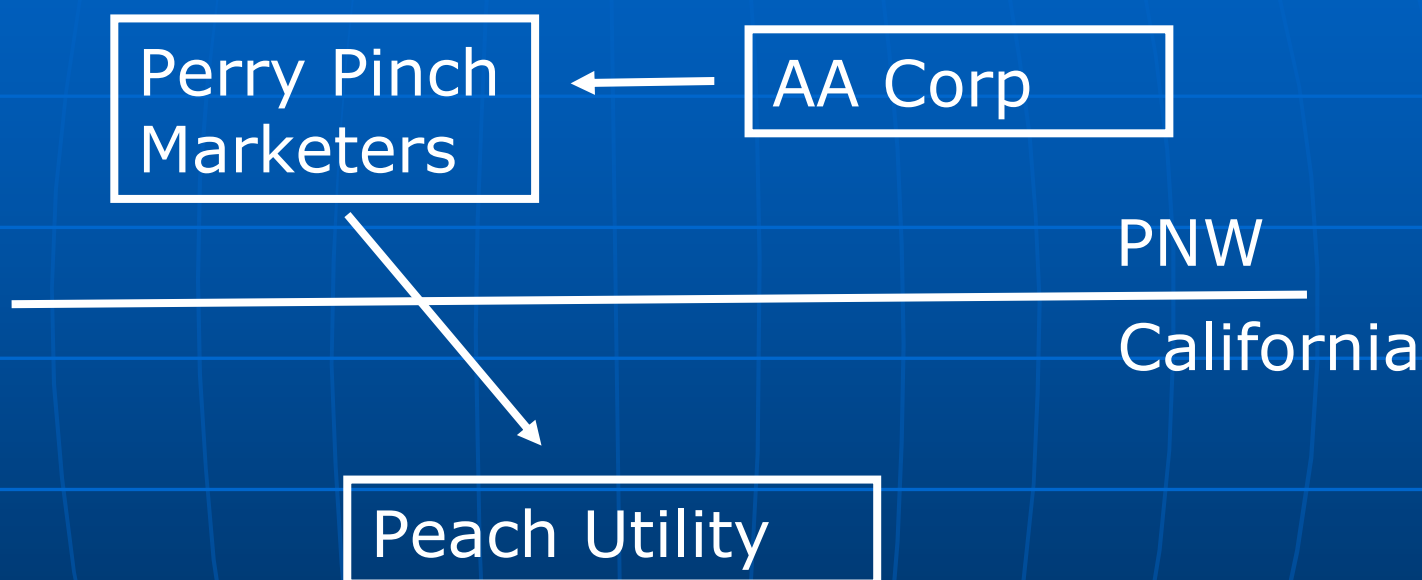 Perry Pinch
Marketers
AA Corp
PNW
California
Peach Utility